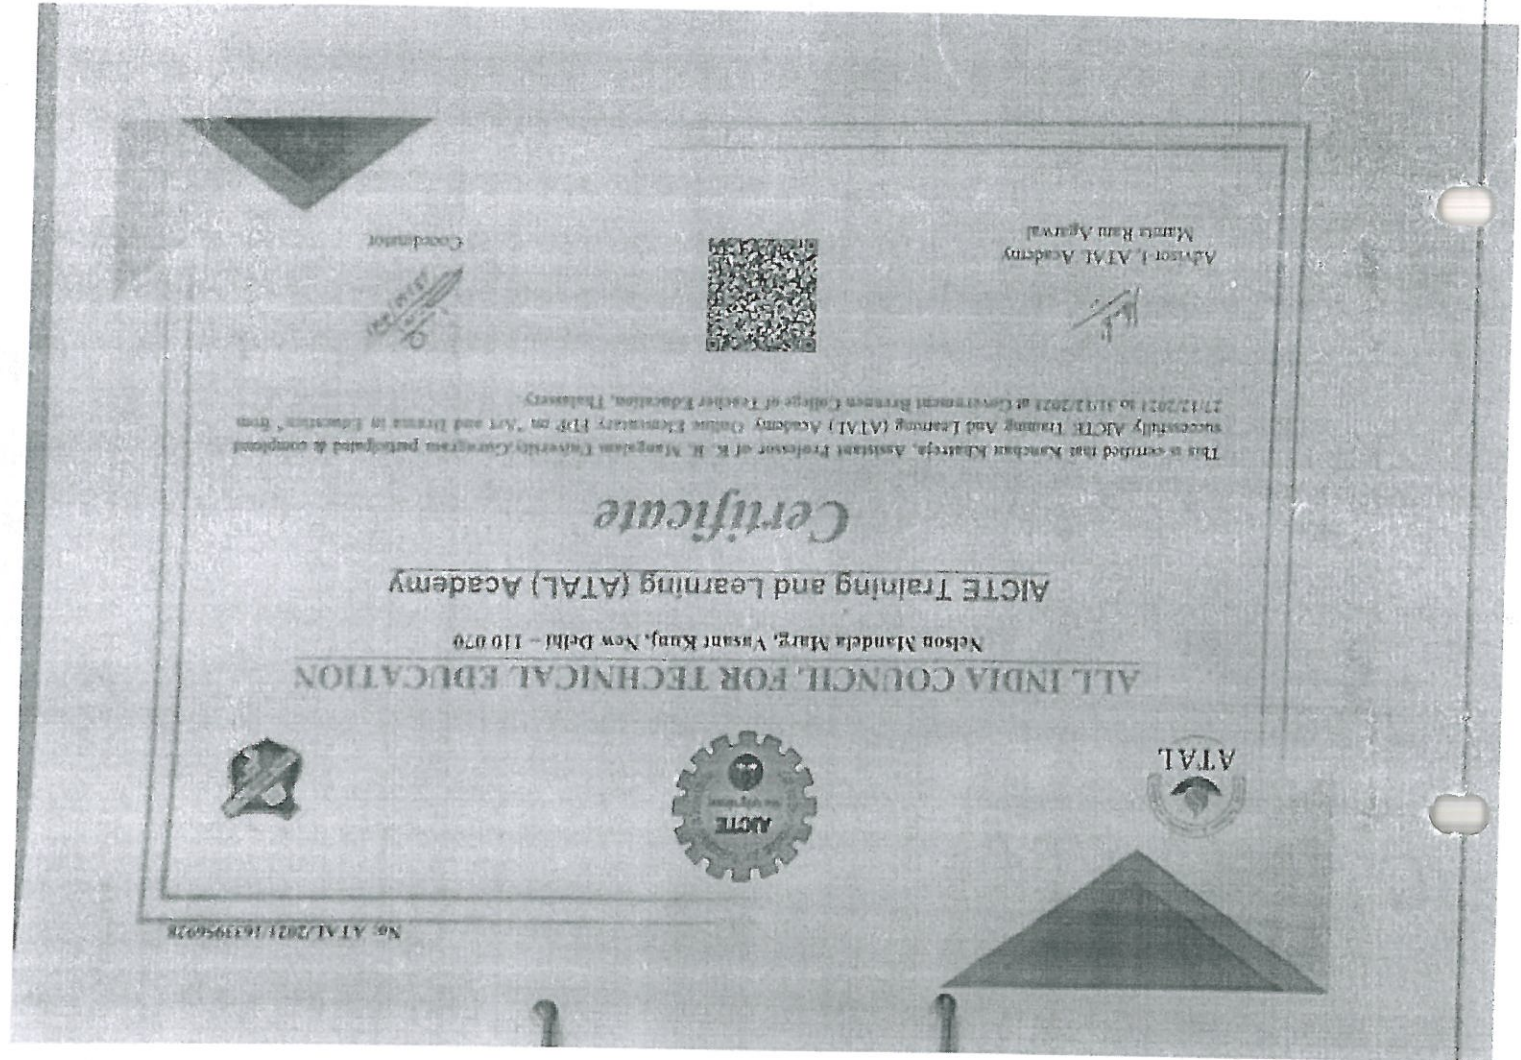 No: ATAL/2021/1633956928
ATAL
AICTE
ALL INDIA COUNCIL FOR TECHNICAL EDUCATION
Nelson Mandela Marg, Vasant Kunj, New Delhi – 110 070
AICTE Training and Learning (ATAL) Academy
Certificate
This is certified that Kanchan Khatreja, Assistant Professor of K. R. Mangalam University Gurugram participated & completed
successfully AICTE Training And Learning (ATAL) Academy Online Elementary FDP on "Art and Drama in Education" from
27/12/2021 to 31/12/2021 at Government Brennen College of Teacher Education, Thalassery.
Advisor-I, ATAL Academy
Mamta Rani Agarwal
Coordinator